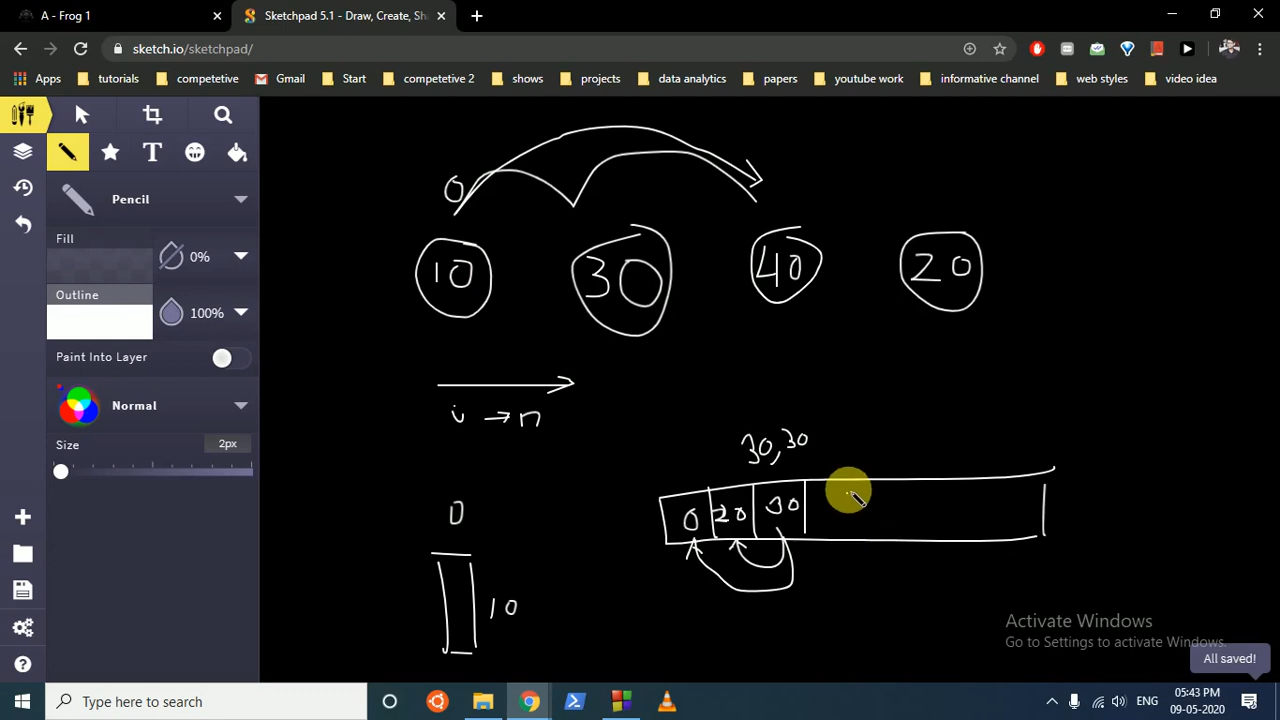 A - Frog 1
Sketchpad 5.1 - Draw, Create, Sh
sketch.io/sketchpad/
Apps tutorials competetive Gmail Start competetive 2 shows projects data analytics papers youtube work informative channel web styles video idea
Pencil
Fill
0%
Outline
100%
Paint Into Layer
Normal
Size
2px
0
10 30 40 20
i → n
30, 30
0 20 30
0
10
Activate Windows
Go to Settings to activate Windows.
All saved!
Type here to search
ENG
05:43 PM
09-05-2020